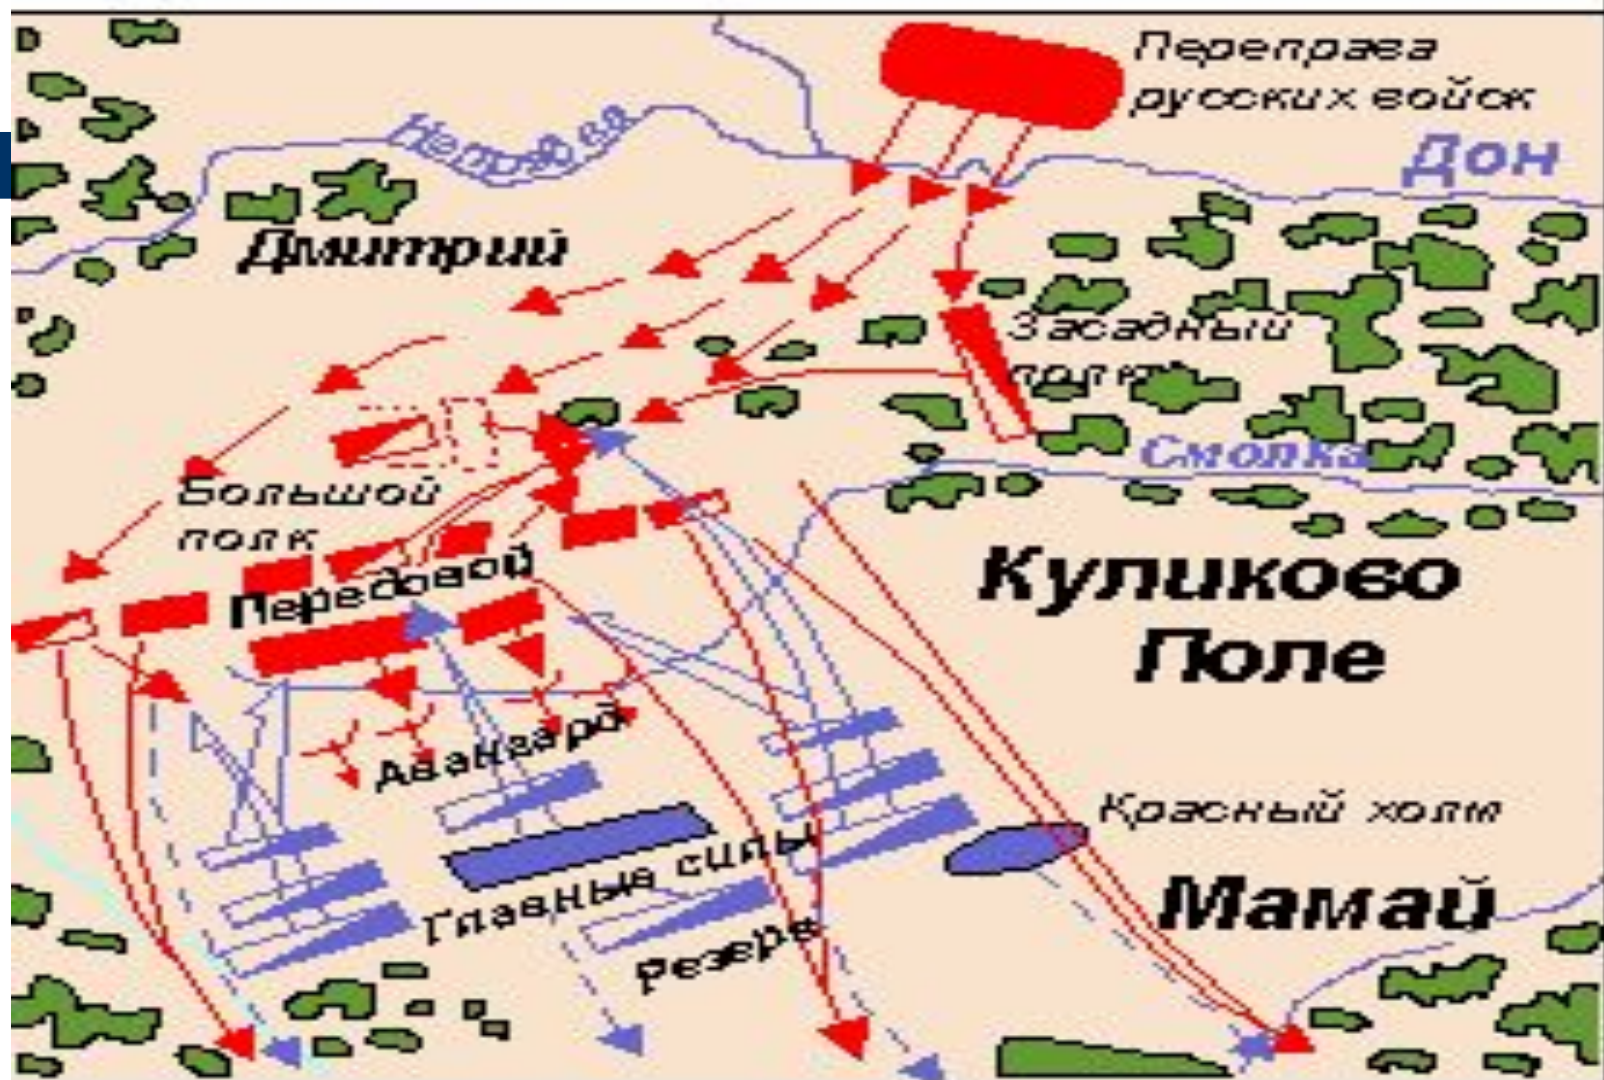 Переправа
русских войск
Непрядва
Дон
Дмитрий
Засадный
полк
Смолка
Большой
полк
Передовой
Куликово
Поле
Авангард
Красный холм
Главные силы
Мамай
Резерв